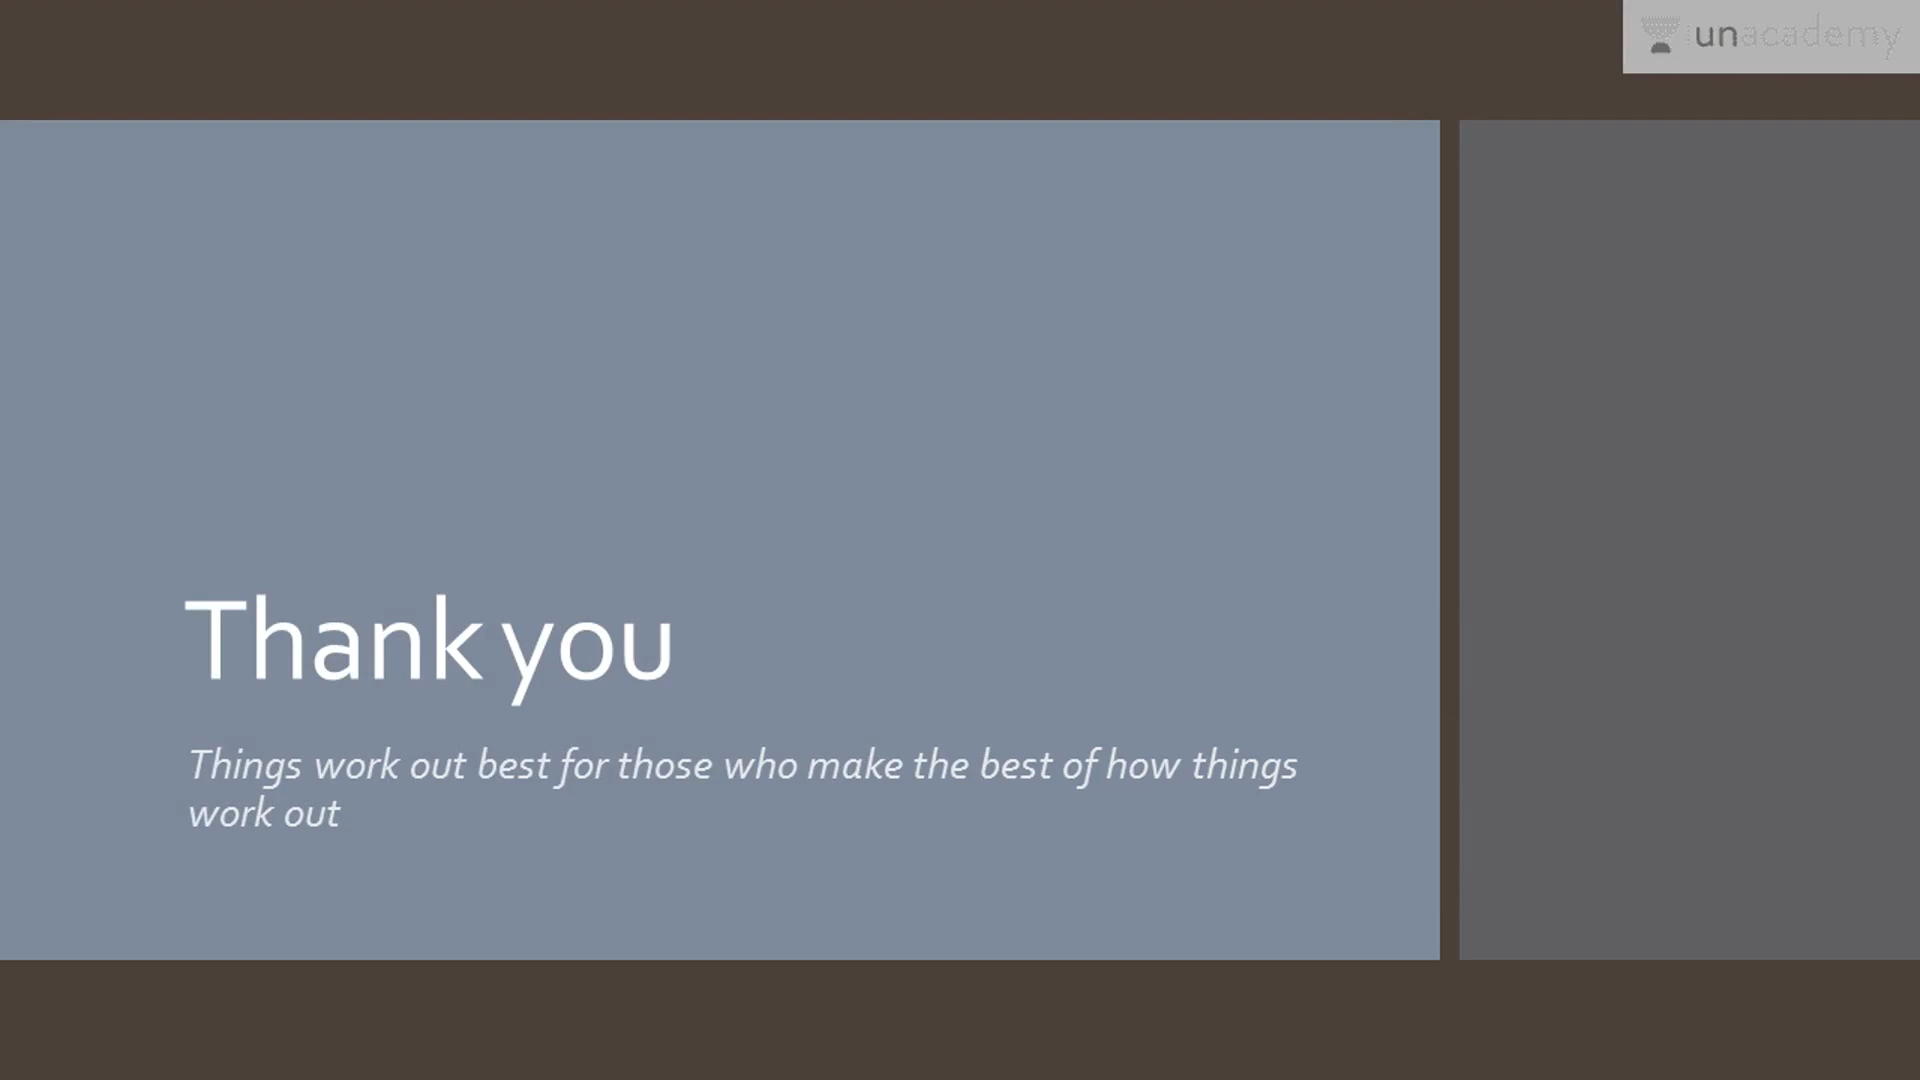 unacademy
Thank you
Things work out best for those who make the best of how things
work out